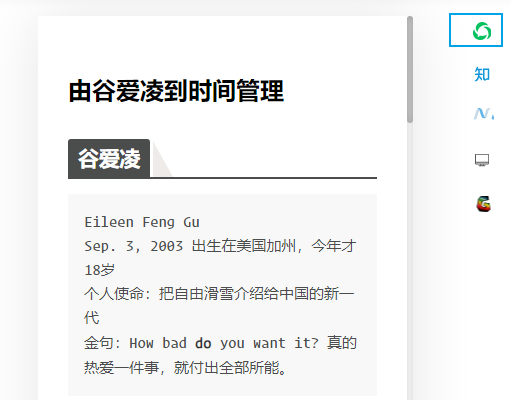 由谷爱凌到时间管理
谷爱凌
Eileen Feng Gu
Sep. 3, 2003 出生在美国加州，今年才
18岁
个人使命：把自由滑雪介绍给中国的新一
代
金句：How bad do you want it? 真的
热爱一件事，就付出全部所能。
知
G